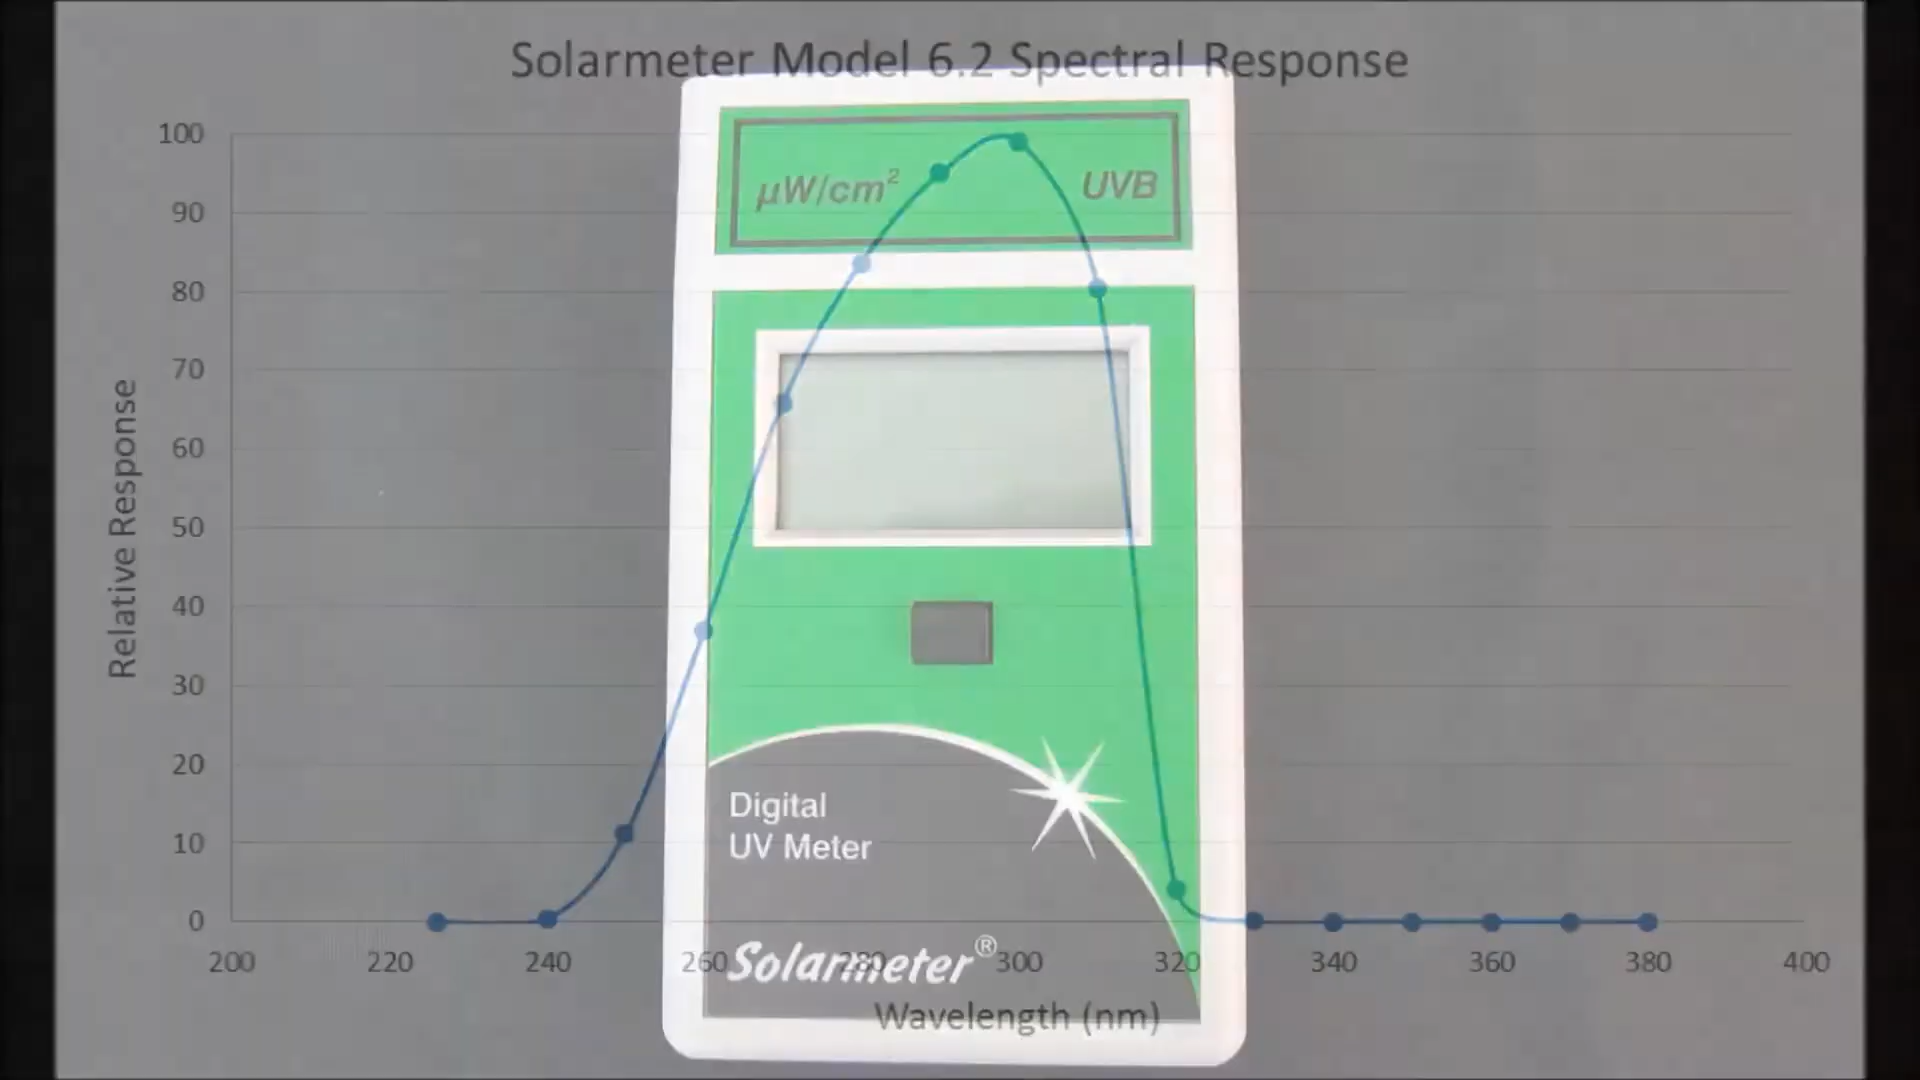 Solarmeter Model 6.2 Spectral Response
µW/cm² UVB
Relative Response
100
90
80
70
60
50
40
30
20
10
0
Digital
UV Meter
Solarmeter®
200 220 240 260 280 300 320 340 360 380 400
Wavelength (nm)